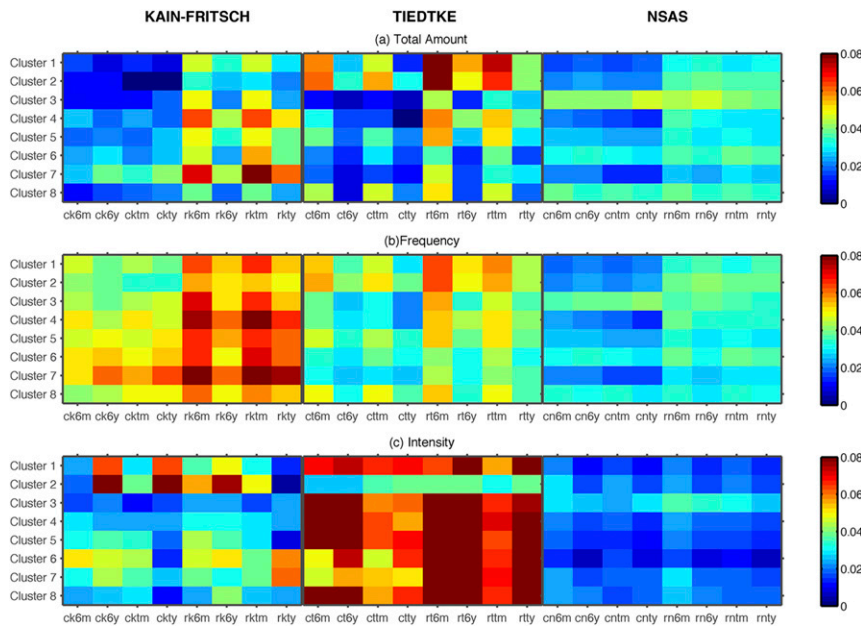 KAIN-FRITSCH TIEDTKE NSAS
(a) Total Amount
Cluster 1
Cluster 2
Cluster 3
Cluster 4
Cluster 5
Cluster 6
Cluster 7
Cluster 8
0.08
0.06
0.04
0.02
0
ck6m ck6y cktm ckty rk6m rk6y rktm rkty ct6m ct6y cttm ctty rt6m rt6y rttm rtty cn6m cn6y cntm cnty rn6m rn6y rntm rnty
(b)Frequency
Cluster 1
Cluster 2
Cluster 3
Cluster 4
Cluster 5
Cluster 6
Cluster 7
Cluster 8
0.08
0.06
0.04
0.02
0
ck6m ck6y cktm ckty rk6m rk6y rktm rkty ct6m ct6y cttm ctty rt6m rt6y rttm rtty cn6m cn6y cntm cnty rn6m rn6y rntm rnty
(c) Intensity
Cluster 1
Cluster 2
Cluster 3
Cluster 4
Cluster 5
Cluster 6
Cluster 7
Cluster 8
0.08
0.06
0.04
0.02
0
ck6m ck6y cktm ckty rk6m rk6y rktm rkty ct6m ct6y cttm ctty rt6m rt6y rttm rtty cn6m cn6y cntm cnty rn6m rn6y rntm rnty